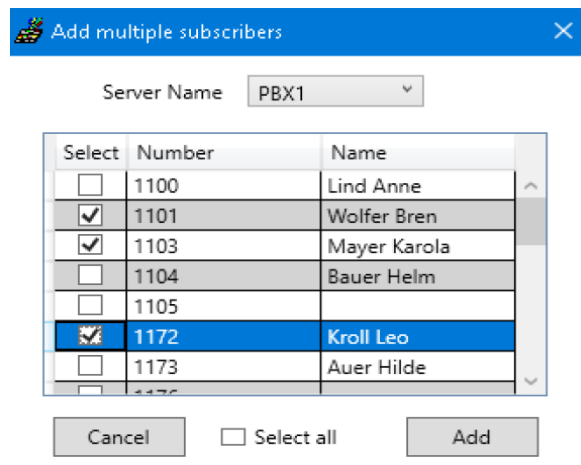 Add multiple subscribers
Server Name PBX1
Select Number Name
1100 Lind Anne
1101 Wolfer Bren
1103 Mayer Karola
1104 Bauer Helm
1105
1172 Kroll Leo
1173 Auer Hilde
Cancel Select all Add